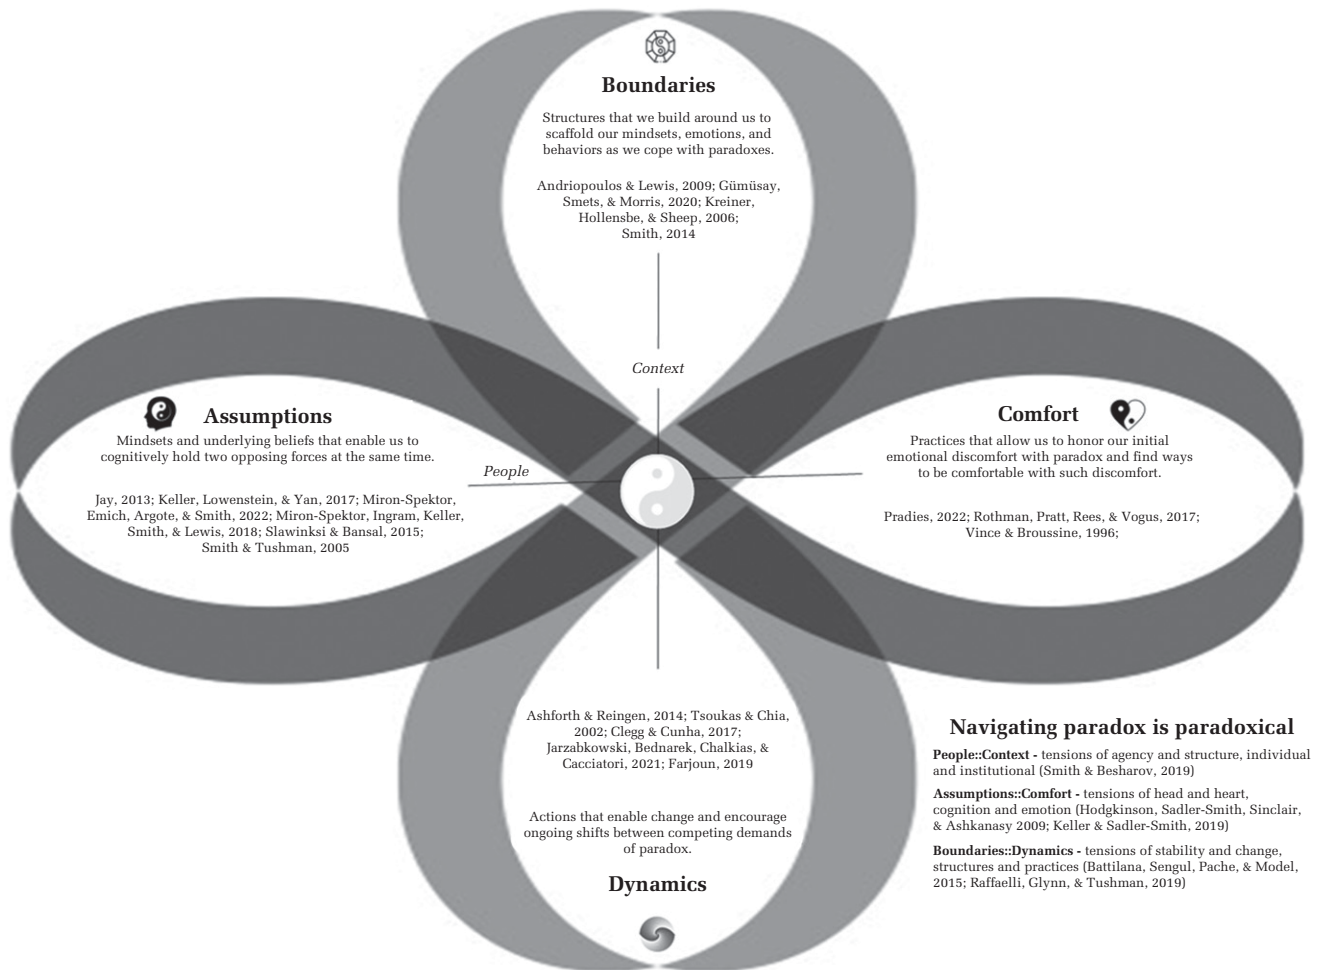 Boundaries
Structures that we build around us to
scaffold our mindsets, emotions, and
behaviors as we cope with paradoxes.
Andriopoulos & Lewis, 2009; Gümüsay,
Smets, & Morris, 2020; Kreiner,
Hollensbe, & Sheep, 2006;
Smith, 2014
Context
Assumptions
Mindsets and underlying beliefs that enable us to
cognitively hold two opposing forces at the same time.
Jay, 2013; Keller, Lowenstein, & Yan, 2017; Miron-Spektor,
Emich, Argote, & Smith, 2022; Miron-Spektor, Ingram, Keller,
Smith, & Lewis, 2018; Slawinksi & Bansal, 2015;
Smith & Tushman, 2005
People
Comfort
Practices that allow us to honor our initial
emotional discomfort with paradox and find ways
to be comfortable with such discomfort.
Pradies, 2022; Rothman, Pratt, Rees, & Vogus, 2017;
Vince & Broussine, 1996;
Ashforth & Reingen, 2014; Tsoukas & Chia,
2002; Clegg & Cunha, 2017;
Jarzabkowski, Bednarek, Chalkias, &
Cacciatori, 2021; Farjoun, 2019
Actions that enable change and encourage
ongoing shifts between competing demands
of paradox.
Dynamics
Navigating paradox is paradoxical
People::Context - tensions of agency and structure, individual
and institutional (Smith & Besharov, 2019)
Assumptions::Comfort - tensions of head and heart,
cognition and emotion (Hodgkinson, Sadler-Smith, Sinclair,
& Ashkanasy 2009; Keller & Sadler-Smith, 2019)
Boundaries::Dynamics - tensions of stability and change,
structures and practices (Battilana, Sengul, Pache, & Model,
2015; Raffaelli, Glynn, & Tushman, 2019)